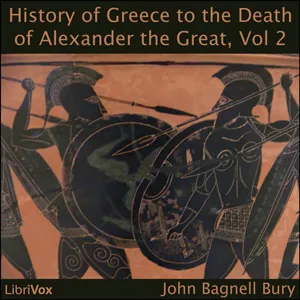 History of Greece to the Death
of Alexander the Great, Vol 2
LibriVox
John Bagnell Bury